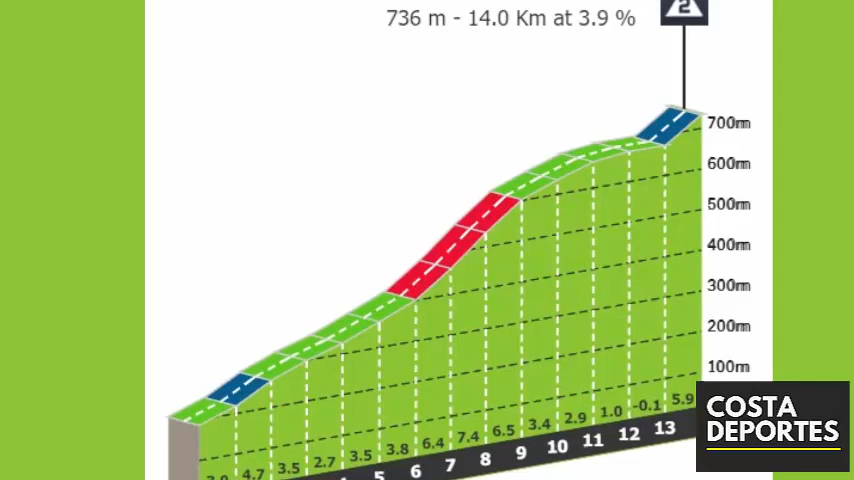 736 m - 14.0 Km at 3.9 %
2
700m
600m
500m
400m
300m
200m
100m
4.7 3.5 2.7 3.5 3.8 6.4 7.4 6.5 3.4 2.9 1.0 -0.1 5.9
5 6 7 8 9 10 11 12 13
COSTA
DEPORTES